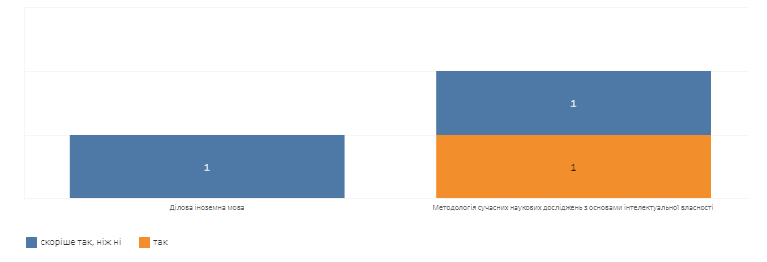 1
1
1
Ділова іноземна мова
Методологія сучасних наукових досліджень з основами інтелектуальної власності
скоріше так, ніж ні
так